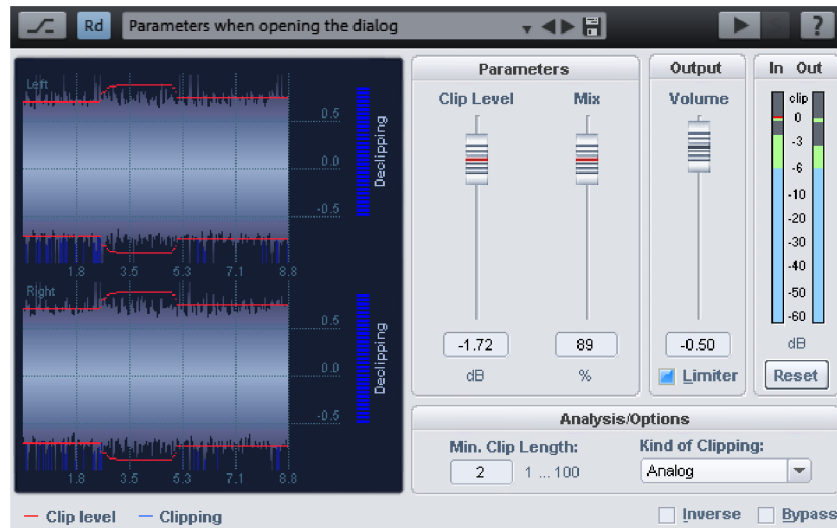 Rd Parameters when opening the dialog ?
Left
0.5
0.0
-0.5
Declipping
1.8 3.5 5.3 7.1 8.8
Right
0.5
0.0
-0.5
Declipping
1.8 3.5 5.3 7.1 8.8
Clip level Clipping
Parameters
Clip Level Mix
-1.72 89
dB %
Output
Volume
-0.50
Limiter
In Out
clip
0
-3
-6
-10
-20
-30
-40
-50
-60
dB
Reset
Analysis/Options
Min. Clip Length: Kind of Clipping:
2 1 ... 100 Analog
Inverse Bypass